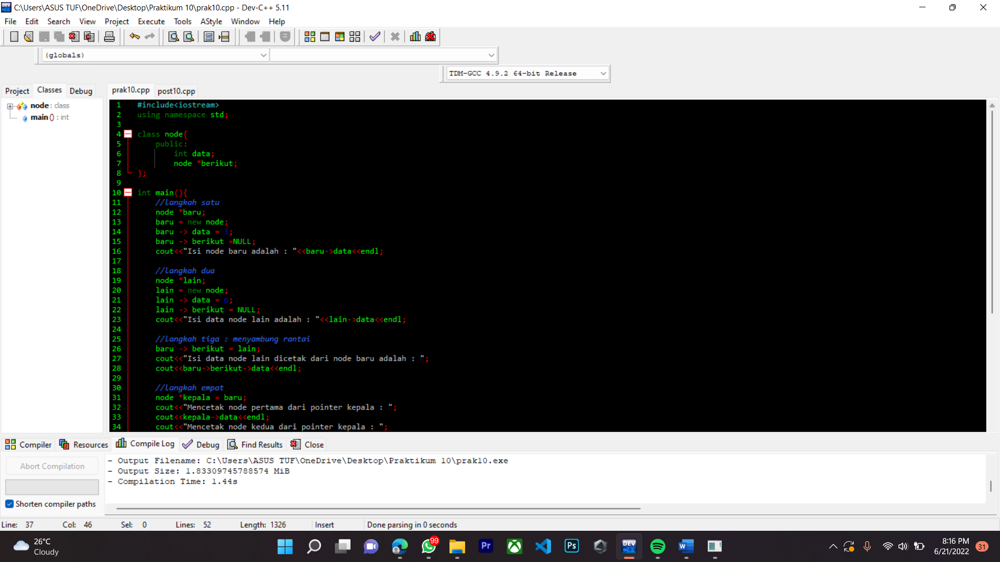 C:\Users\ASUS TUF\OneDrive\Desktop\Praktikum 10\prak10.cpp - Dev-C++ 5.11
File Edit Search View Project Execute Tools AStyle Window Help
(globals)
TDM-GCC 4.9.2 64-bit Release
Project Classes Debug
prak10.cpp post10.cpp
node : class
main () : int
1 #include<iostream>
2 using namespace std;
3
4 class node{
5 public:
6 int data;
7 node *berikut;
8 };
9
10 int main(){
11 //langkah satu
12 node *baru;
13 baru = new node;
14 baru -> data = 3;
15 baru -> berikut =NULL;
16 cout<<"Isi node baru adalah : "<<baru->data<<endl;
17
18 //langkah dua
19 node *lain;
20 lain = new node;
21 lain -> data = 6;
22 lain -> berikut = NULL;
23 cout<<"Isi data node lain adalah : "<<lain->data<<endl;
24
25 //langkah tiga : menyambung rantai
26 baru -> berikut = lain;
27 cout<<"Isi data node lain dicetak dari node baru adalah : ";
28 cout<<baru->berikut->data<<endl;
29
30 //langkah empat
31 node *kepala = baru;
32 cout<<"Mencetak node pertama dari pointer kepala : ";
33 cout<<kepala->data<<endl;
34 cout<<"Mencetak node kedua dari pointer kepala : ";
Compiler Resources Compile Log Debug Find Results Close
Abort Compilation
Shorten compiler paths
- Output Filename: C:\Users\ASUS TUF\OneDrive\Desktop\Praktikum 10\prak10.exe
- Output Size: 1.83309745788574 MiB
- Compilation Time: 1.44s
Line: 37 Col: 46 Sel: 0 Lines: 52 Length: 1326 Insert Done parsing in 0 seconds
26°C
Cloudy
99
Pr
Ps
DEV
C++
W
8:16 PM
6/21/2022
31